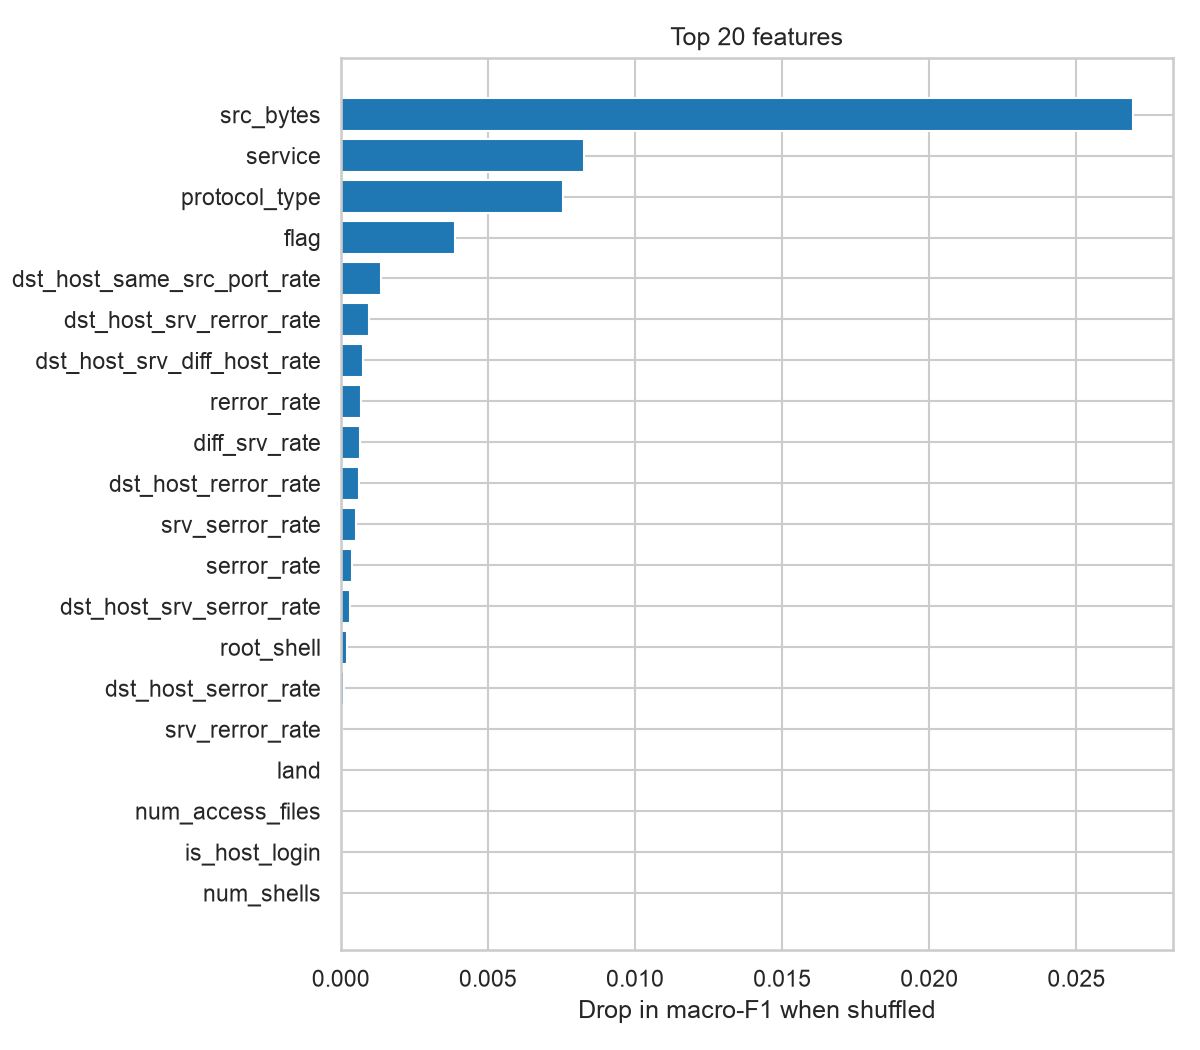 Top 20 features
src_bytes
service
protocol_type
flag
dst_host_same_src_port_rate
dst_host_srv_rerror_rate
dst_host_srv_diff_host_rate
rerror_rate
diff_srv_rate
dst_host_rerror_rate
srv_serror_rate
serror_rate
dst_host_srv_serror_rate
root_shell
dst_host_serror_rate
srv_rerror_rate
land
num_access_files
is_host_login
num_shells
0.000 0.005 0.010 0.015 0.020 0.025
Drop in macro-F1 when shuffled